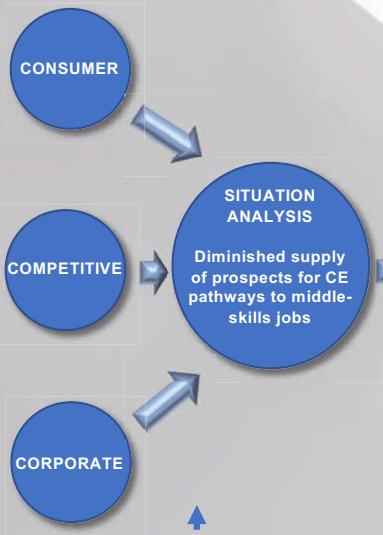 CONSUMER
SITUATION
ANALYSIS
Diminished supply
of prospects for CE
pathways to middle-
skills jobs
COMPETITIVE
CORPORATE